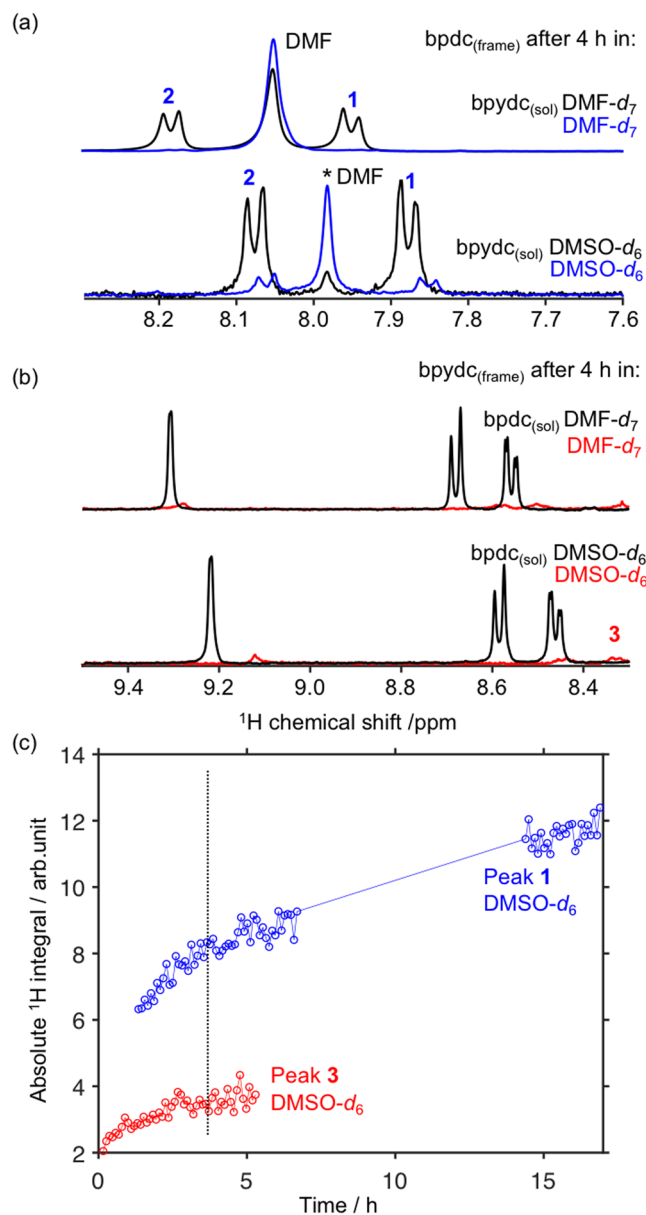 (a)
DMF
bpdc(frame) after 4 h in:
2
1
bpydc(sol) DMF-d7
DMF-d7
2
* DMF
1
bpydc(sol) DMSO-d6
DMSO-d6
8.2 8.1 8.0 7.9 7.8 7.7 7.6
(b)
bpydc(frame) after 4 h in:
bpdc(sol) DMF-d7
DMF-d7
bpdc(sol) DMSO-d6
DMSO-d6
3
9.4 9.2 9.0 8.8 8.6 8.4
1H chemical shift /ppm
(c)
14
12
10
8
6
4
2
Absolute 1H integral / arb.unit
Peak 1
DMSO-d6
Peak 3
DMSO-d6
0 5 10 15
Time / h